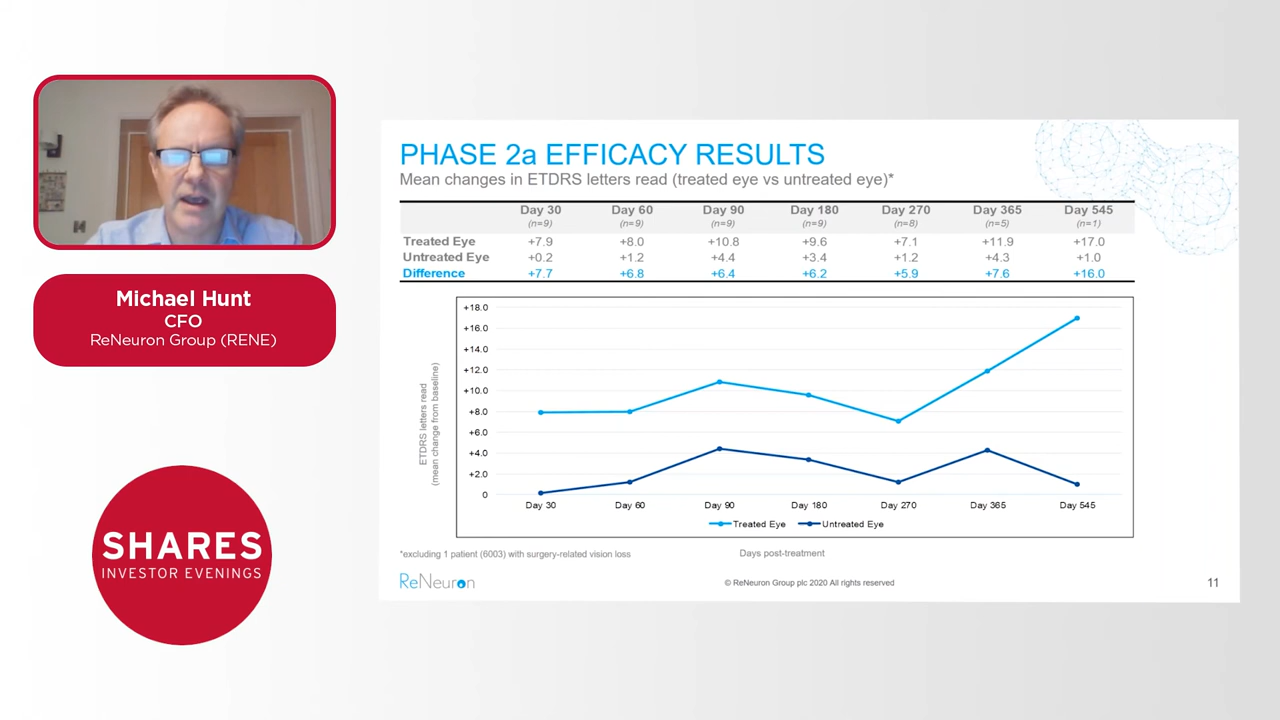 Michael Hunt
CFO
ReNeuron Group (RENE)
SHARES
INVESTOR EVENINGS
PHASE 2a EFFICACY RESULTS
Mean changes in ETDRS letters read (treated eye vs untreated eye)*
Day 30 Day 60 Day 90 Day 180 Day 270 Day 365 Day 545
(n=9) (n=9) (n=9) (n=9) (n=8) (n=5) (n=1)
Treated Eye +7.9 +8.0 +10.8 +9.6 +7.1 +11.9 +17.0
Untreated Eye +0.2 +1.2 +4.4 +3.4 +1.2 +4.3 +1.0
Difference +7.7 +6.8 +6.4 +6.2 +5.9 +7.6 +16.0
ETDRS letters read
(mean change from baseline)
+18.0
+16.0
+14.0
+12.0
+10.0
+8.0
+6.0
+4.0
+2.0
0
Day 30 Day 60 Day 90 Day 180 Day 270 Day 365 Day 545
Treated Eye Untreated Eye
*excluding 1 patient (6003) with surgery-related vision loss
Days post-treatment
ReNeuron
© ReNeuron Group plc 2020 All rights reserved
11